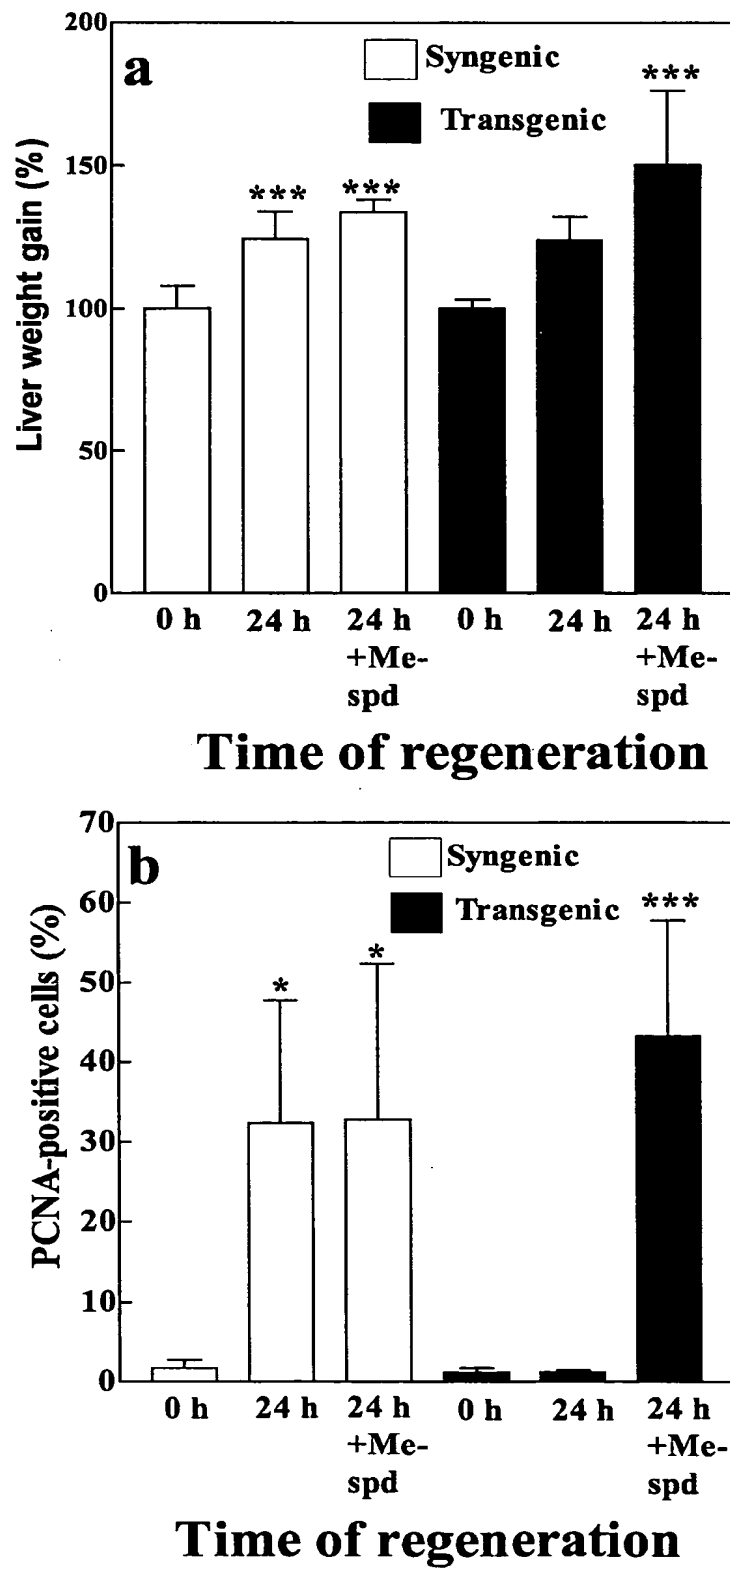 200
a
Syngenic
***
Transgenic
150
***
***
100
50
0
Liver weight gain (%)
0 h
24 h
24 h
0 h
24 h
24 h
+Me-
+Me-
spd
spd
Time of regeneration
70
b
Syngenic
60
Transgenic
***
50
*
*
40
30
20
10
0
PCNA-positive cells (%)
0 h
24 h
24 h
0 h
24 h
24 h
+Me-
+Me-
spd
spd
Time of regeneration